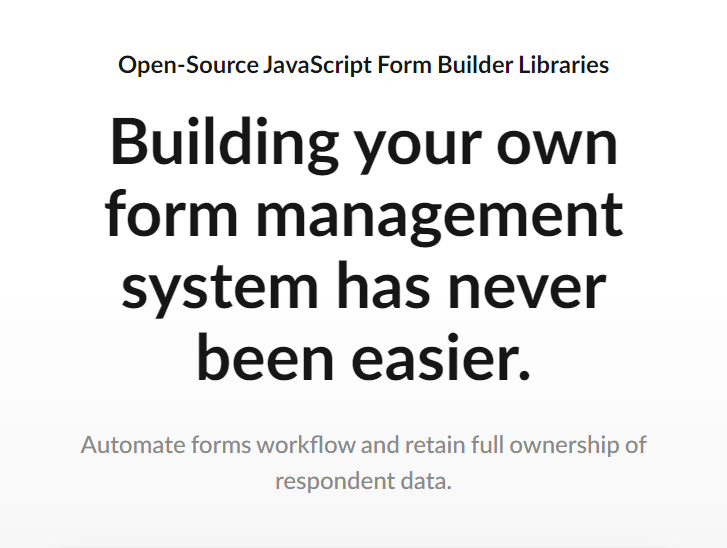 Open-Source JavaScript Form Builder Libraries
Building your own
form management
system has never
been easier.
Automate forms workflow and retain full ownership of
respondent data.